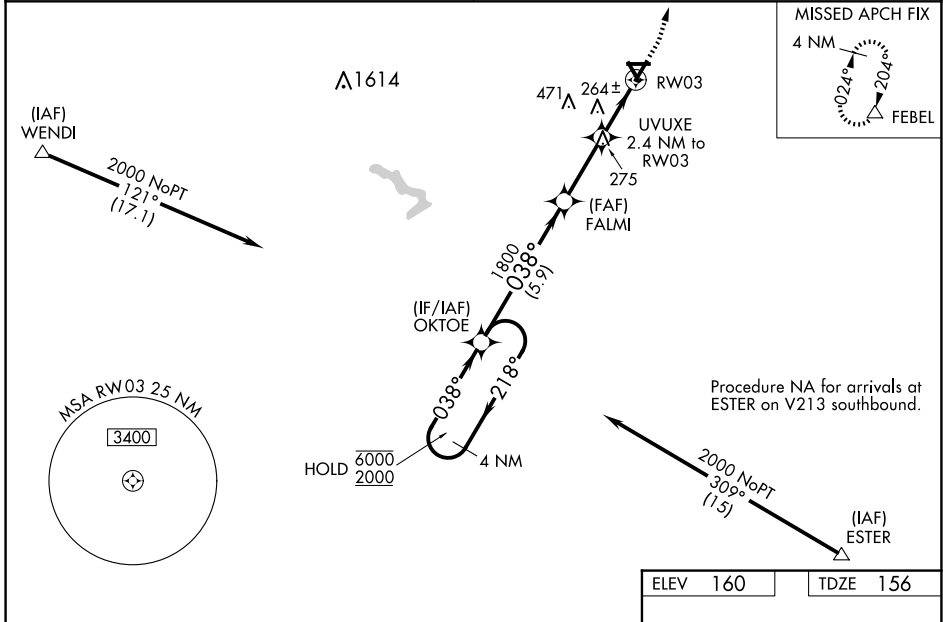 MISSED APCH FIX
4 NM
024°
204°
FEBEL
1614
471
264±
RW03
UVUXE
2.4 NM to
RW03
275
(IAF)
WENDI
2000 NoPT
121°
(17.1)
(FAF)
FALMI
1800
038°
(5.9)
(IF/IAF)
OKTOE
038°
218°
HOLD 6000
2000
4 NM
MSA RW03 25 NM
3400
Procedure NA for arrivals at
ESTER on V213 southbound.
2000 NoPT
309°
(15)
(IAF)
ESTER
ELEV 160
TDZE 156